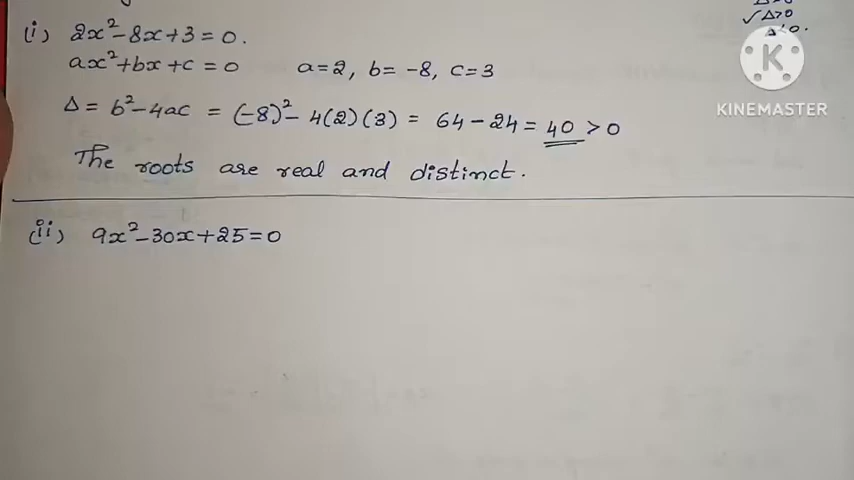 Δ>0
Δ<0.
K
KINEMASTER
(i) 2x²-8x+3=0.
ax²+bx+c=0 a=2, b=-8, c=3
Δ= b²-4ac = (-8)²- 4(2)(3) = 64-24=40 >0
The roots are real and distinct.
(ii) 9x²-30x+25=0